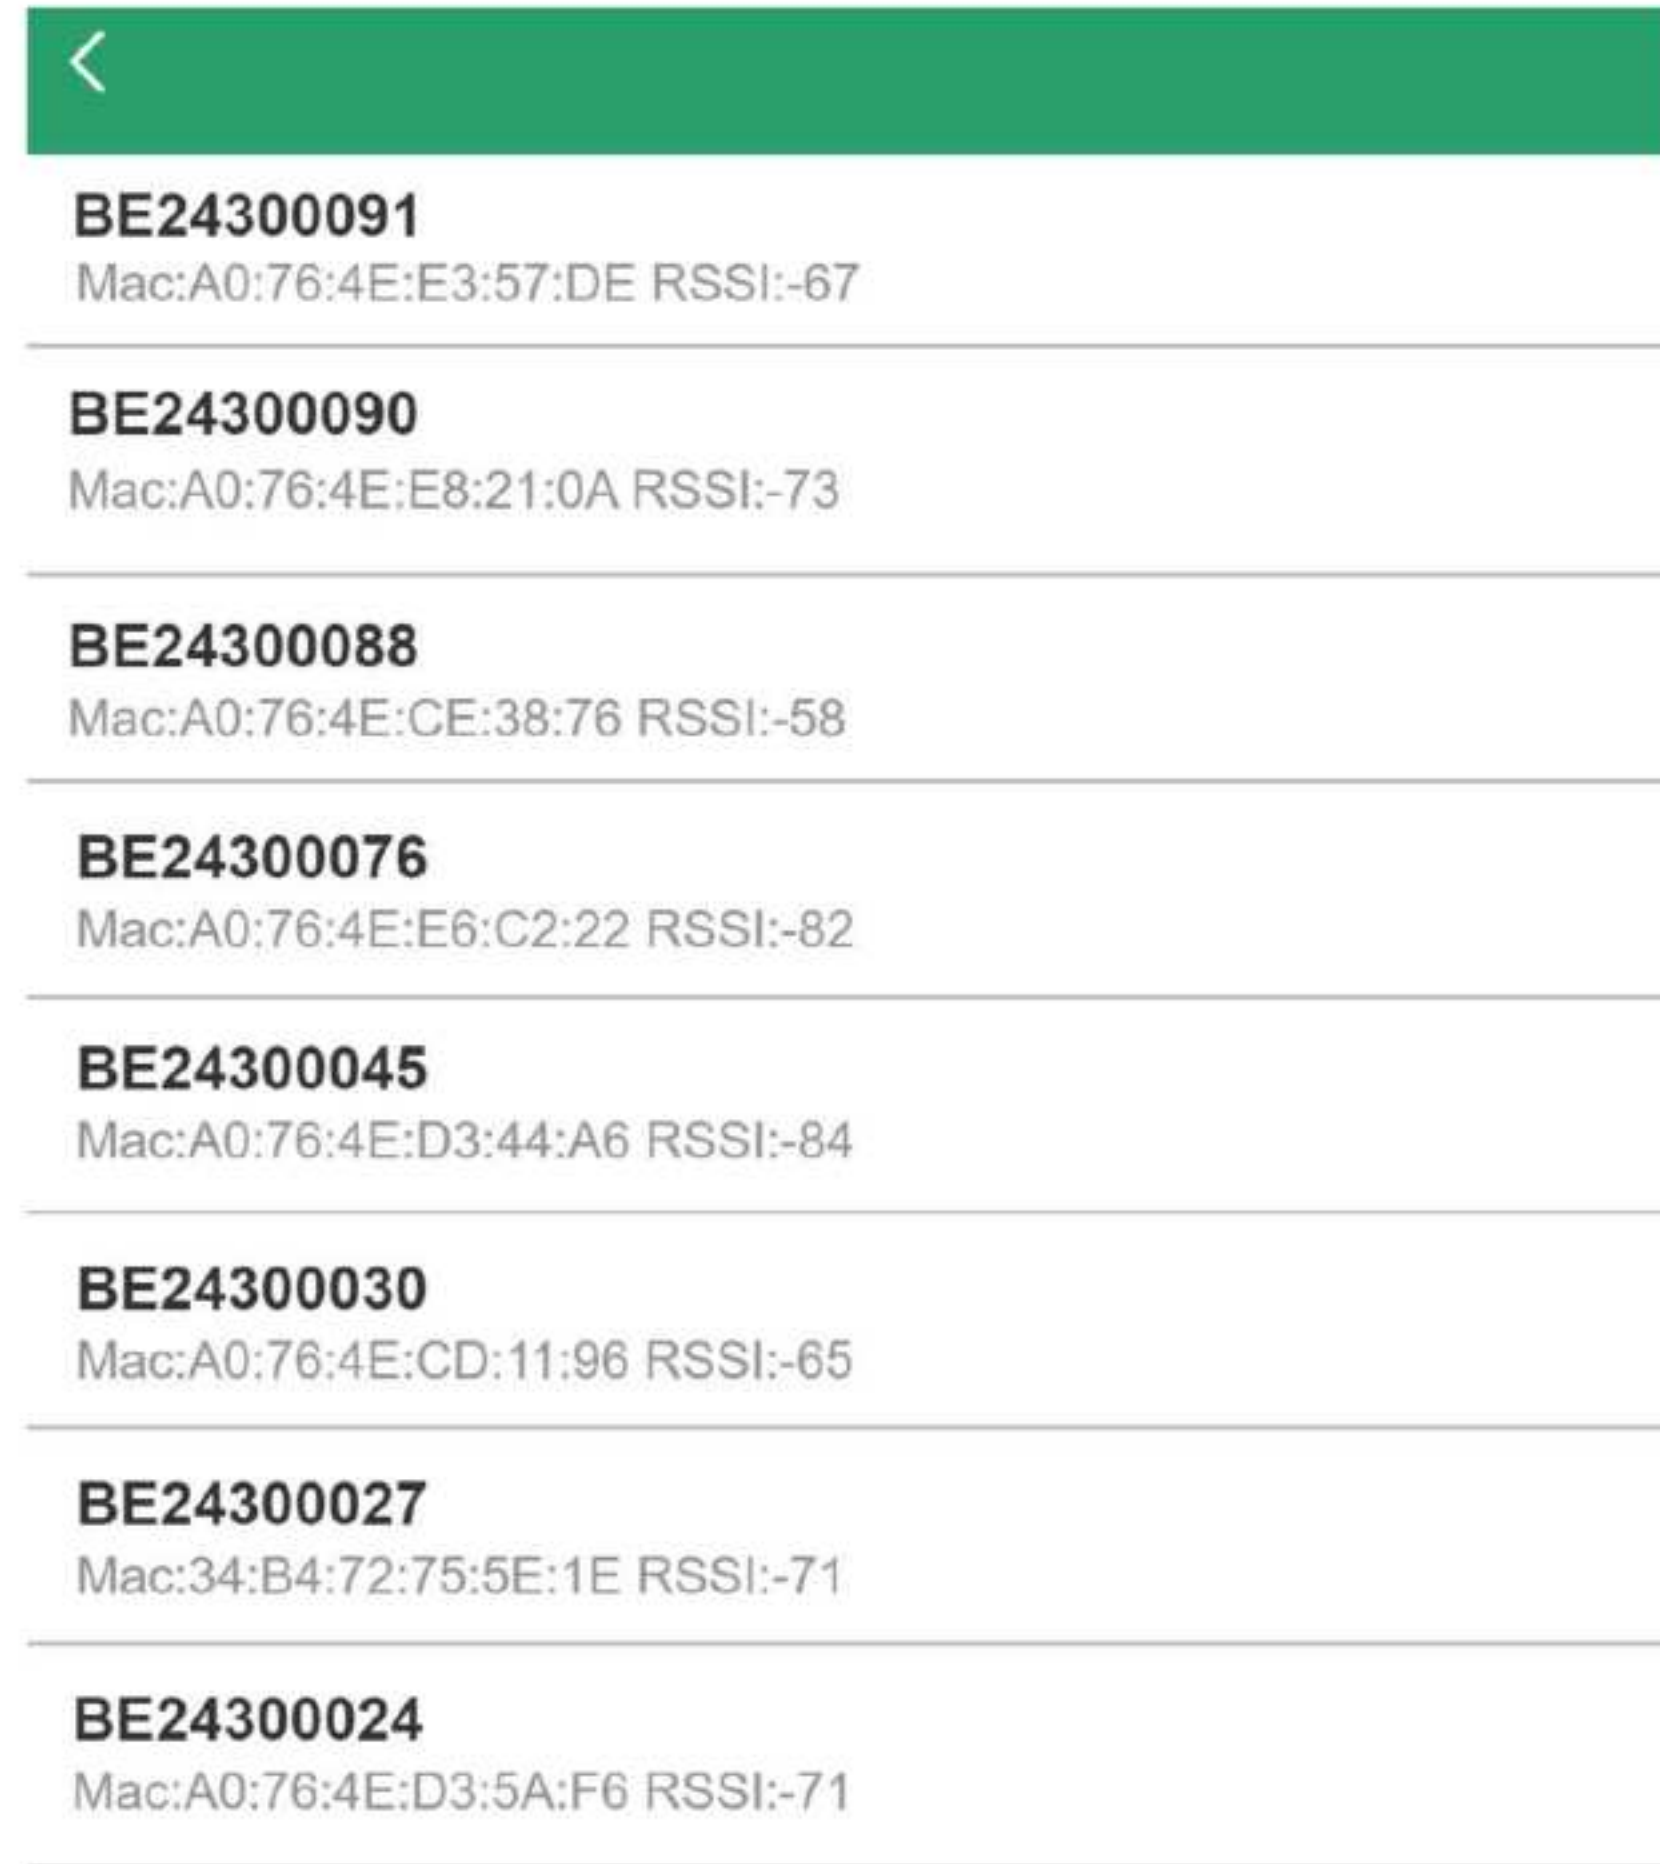 BE24300091
Mac:A0:76:4E:E3:57:DE RSSI:-67
BE24300090
Mac:A0:76:4E:E8:21:0A RSSI:-73
BE24300088
Mac:A0:76:4E:CE:38:76 RSSI:-58
BE24300076
Mac:A0:76:4E:E6:C2:22 RSSI:-82
BE24300045
Mac:A0:76:4E:D3:44:A6 RSSI:-84
BE24300030
Mac:A0:76:4E:CD:11:96 RSSI:-65
BE24300027
Mac:34:B4:72:75:5E:1E RSSI:-71
BE24300024
Mac:A0:76:4E:D3:5A:F6 RSSI:-71